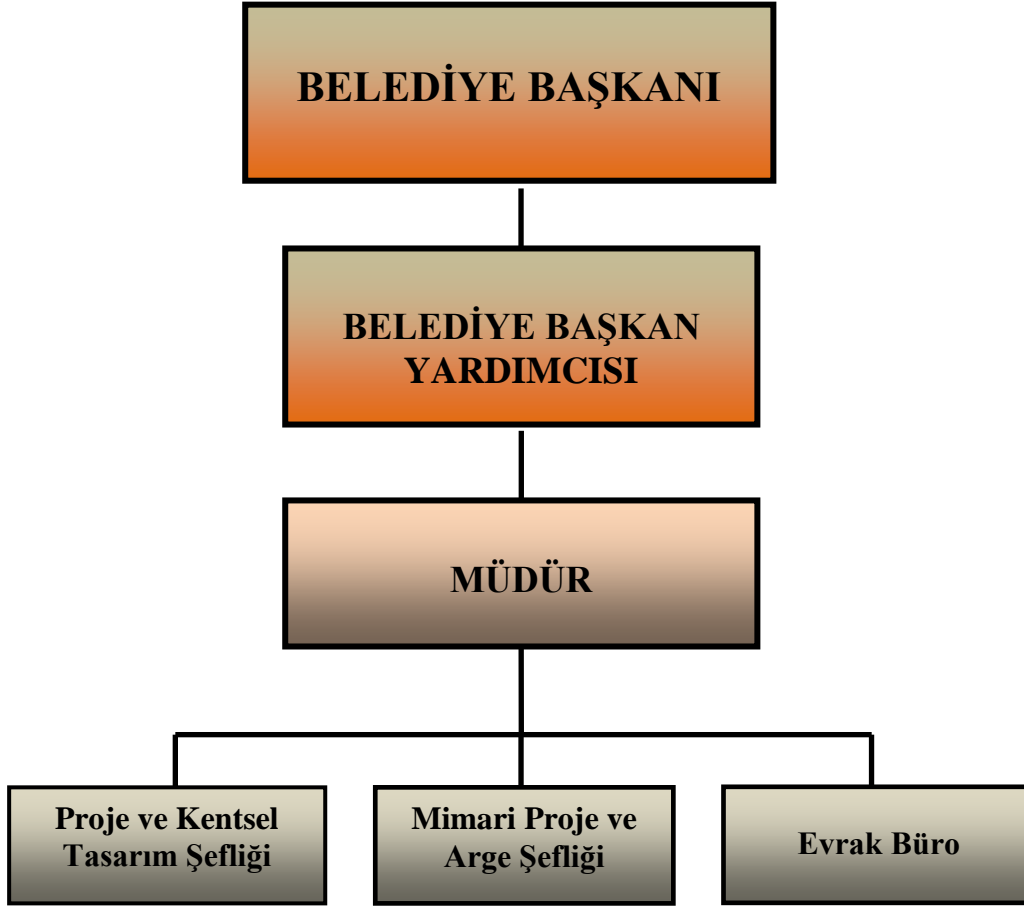 BELEDİYE BAŞKANI
BELEDİYE BAŞKAN
YARDIMCISI
MÜDÜR
Proje ve Kentsel
Tasarım Şefliği
Mimari Proje ve
Arge Şefliği
Evrak Büro